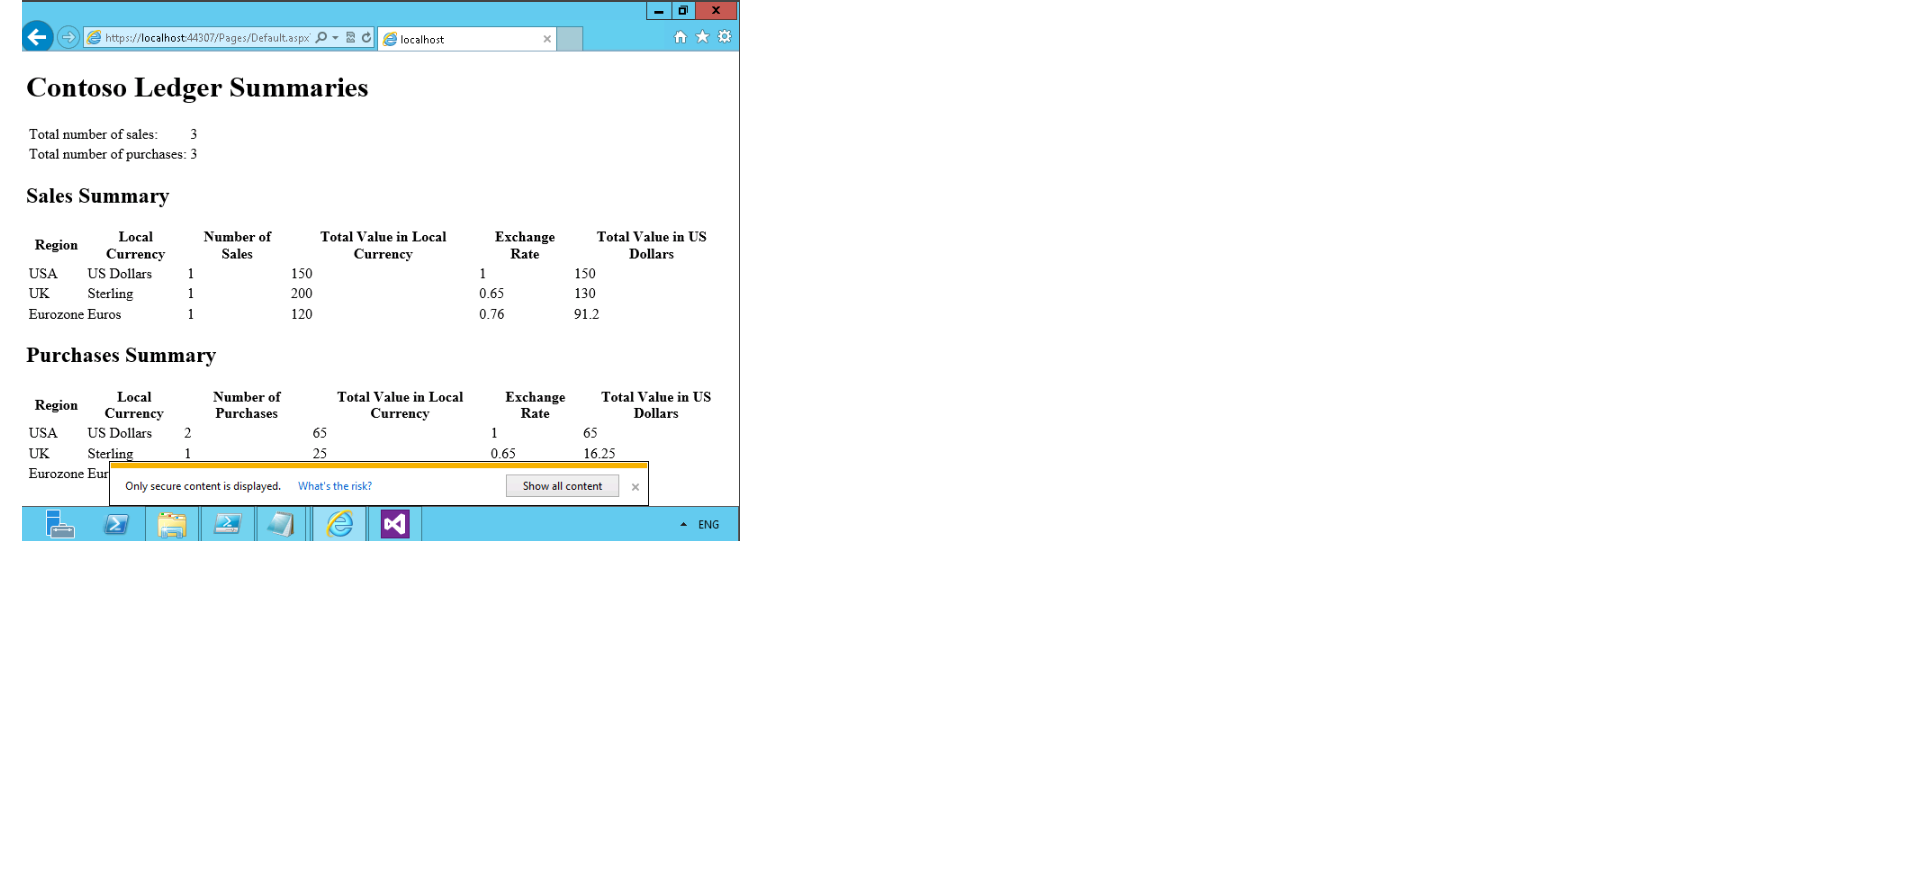 https://localhost:44307/Pages/Default.aspx
localhost
Contoso Ledger Summaries
Total number of sales: 3
Total number of purchases: 3
Sales Summary
Region Local Currency Number of Sales Total Value in Local Currency Exchange Rate Total Value in US Dollars
USA US Dollars 1 150 1 150
UK Sterling 1 200 0.65 130
Eurozone Euros 1 120 0.76 91.2
Purchases Summary
Region Local Currency Number of Purchases Total Value in Local Currency Exchange Rate Total Value in US Dollars
USA US Dollars 2 65 1 65
UK Sterling 1 25 0.65 16.25
Eurozone Eur
Only secure content is displayed. What's the risk? Show all content
ENG